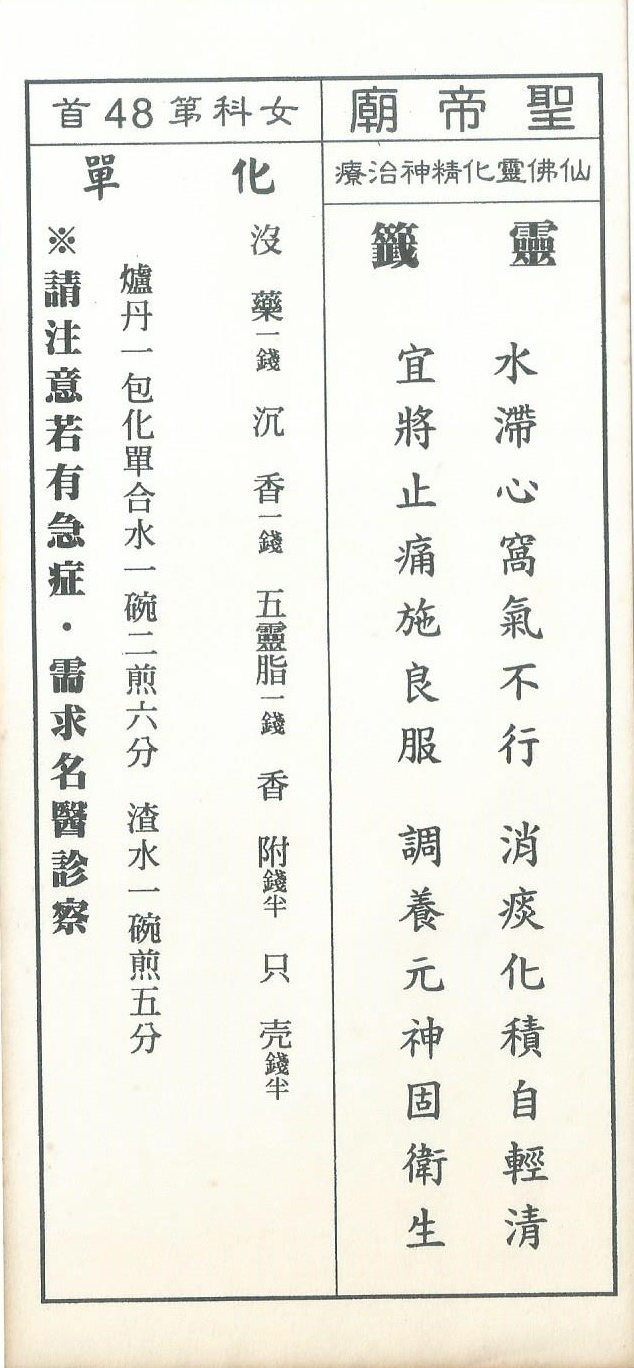 聖帝廟
仙佛靈化精神治療
靈籤
水滯心窩氣不行 消痰化積自輕清
宜將止痛施良服 調養元神固衛生
女科第48首
化單
沒藥一錢 沉香一錢 五靈脂一錢 香附錢半 只壳錢半
爐丹一包化單合水一碗二煎六分 渣水一碗煎五分
※請注意若有急症・需求名醫診察